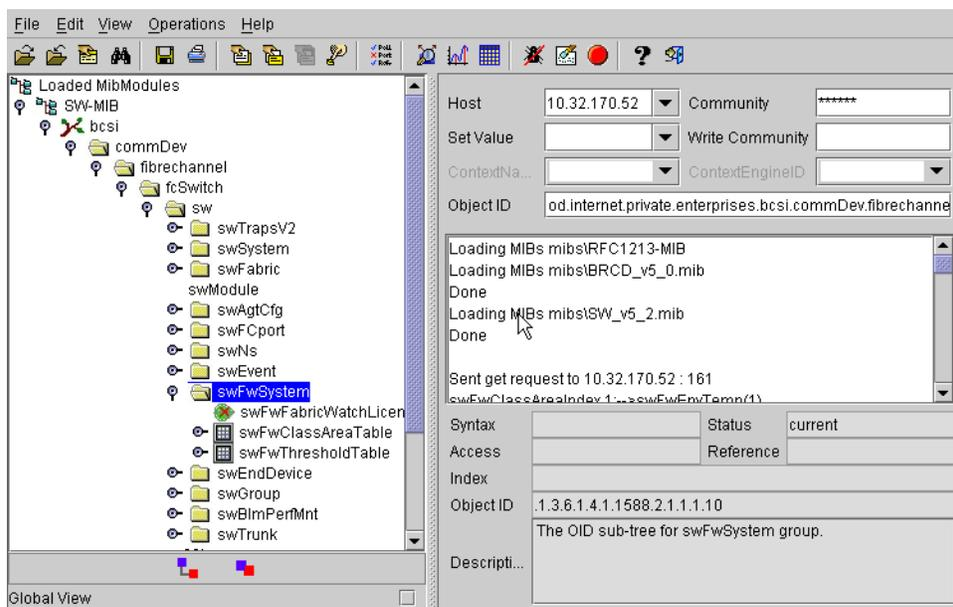 File Edit View Operations Help
Loaded MibModules
SW-MIB
bcsi
commDev
fibrechannel
fcSwitch
sw
swTrapsV2
swSystem
swFabric
swModule
swAgtCfg
swFCport
swNs
swEvent
swFwSystem
swFwFabricWatchLicen
swFwClassAreaTable
swFwThresholdTable
swEndDevice
swGroup
swBlmPerfMnt
swTrunk
Global View
Host 10.32.170.52 Community ******
Set Value Write Community
ContextNa... ContextEngineID
Object ID od.internet.private.enterprises.bcsi.commDev.fibrechanne
Loading MIBs mibs\RFC1213-MIB
Loading MIBs mibs\BRCD_v5_0.mib
Done
Loading MIBs mibs\SW_v5_2.mib
Done
Sent get request to 10.32.170.52 : 161
swFwClassAreaIndex.1:-->swFwEnvTemp(1)
Syntax Status current
Access Reference
Index
Object ID .1.3.6.1.4.1.1588.2.1.1.1.10
The OID sub-tree for swFwSystem group.
Descripti...